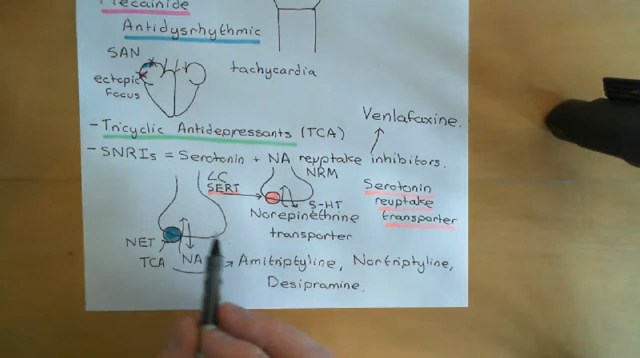 Flecainide
Antidysrhythmic
SAN
ectopic
focus
tachycardia
Venlafaxine.
- Tricyclic Antidepressants (TCA)
- SNRIs = Serotonin + NA reuptake inhibitors.
LC
SERT
NRM
5-HT
Serotonin
reuptake
transporter
Norepinephrine
transporter
NET
TCA
NA
Amitriptyline, Nortriptyline,
Desipramine.